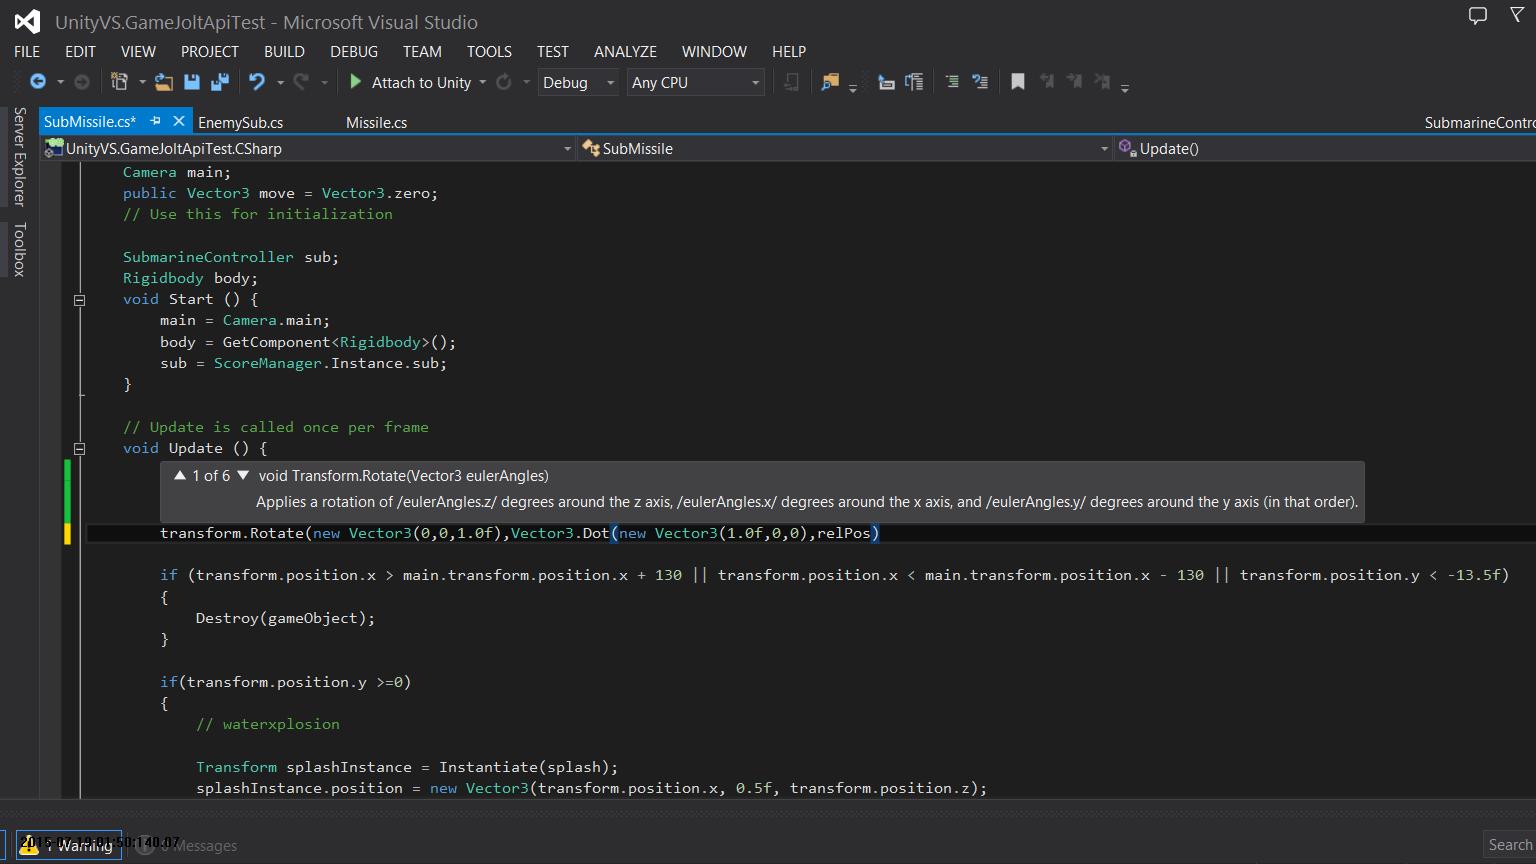 UnityVS.GameJoltApiTest - Microsoft Visual Studio
FILE EDIT VIEW PROJECT BUILD DEBUG TEAM TOOLS TEST ANALYZE WINDOW HELP
Attach to Unity Debug Any CPU
SubMissile.cs* EnemySub.cs Missile.cs SubmarineContro
UnityVS.GameJoltApiTest.CSharp SubMissile Update()
Server Explorer
Toolbox
Camera main;
public Vector3 move = Vector3.zero;
// Use this for initialization
SubmarineController sub;
Rigidbody body;
void Start () {
main = Camera.main;
body = GetComponent<Rigidbody>();
sub = ScoreManager.Instance.sub;
}
// Update is called once per frame
void Update () {
▲ 1 of 6 ▼ void Transform.Rotate(Vector3 eulerAngles)
Applies a rotation of /eulerAngles.z/ degrees around the z axis, /eulerAngles.x/ degrees around the x axis, and /eulerAngles.y/ degrees around the y axis (in that order).
transform.Rotate(new Vector3(0,0,1.0f),Vector3.Dot(new Vector3(1.0f,0,0),relPos)
if (transform.position.x > main.transform.position.x + 130 || transform.position.x < main.transform.position.x - 130 || transform.position.y < -13.5f)
{
Destroy(gameObject);
}
if(transform.position.y >=0)
{
// waterxplosion
Transform splashInstance = Instantiate(splash);
splashInstance.position = new Vector3(transform.position.x, 0.5f, transform.position.z);
1 Warning 0 Messages
Search